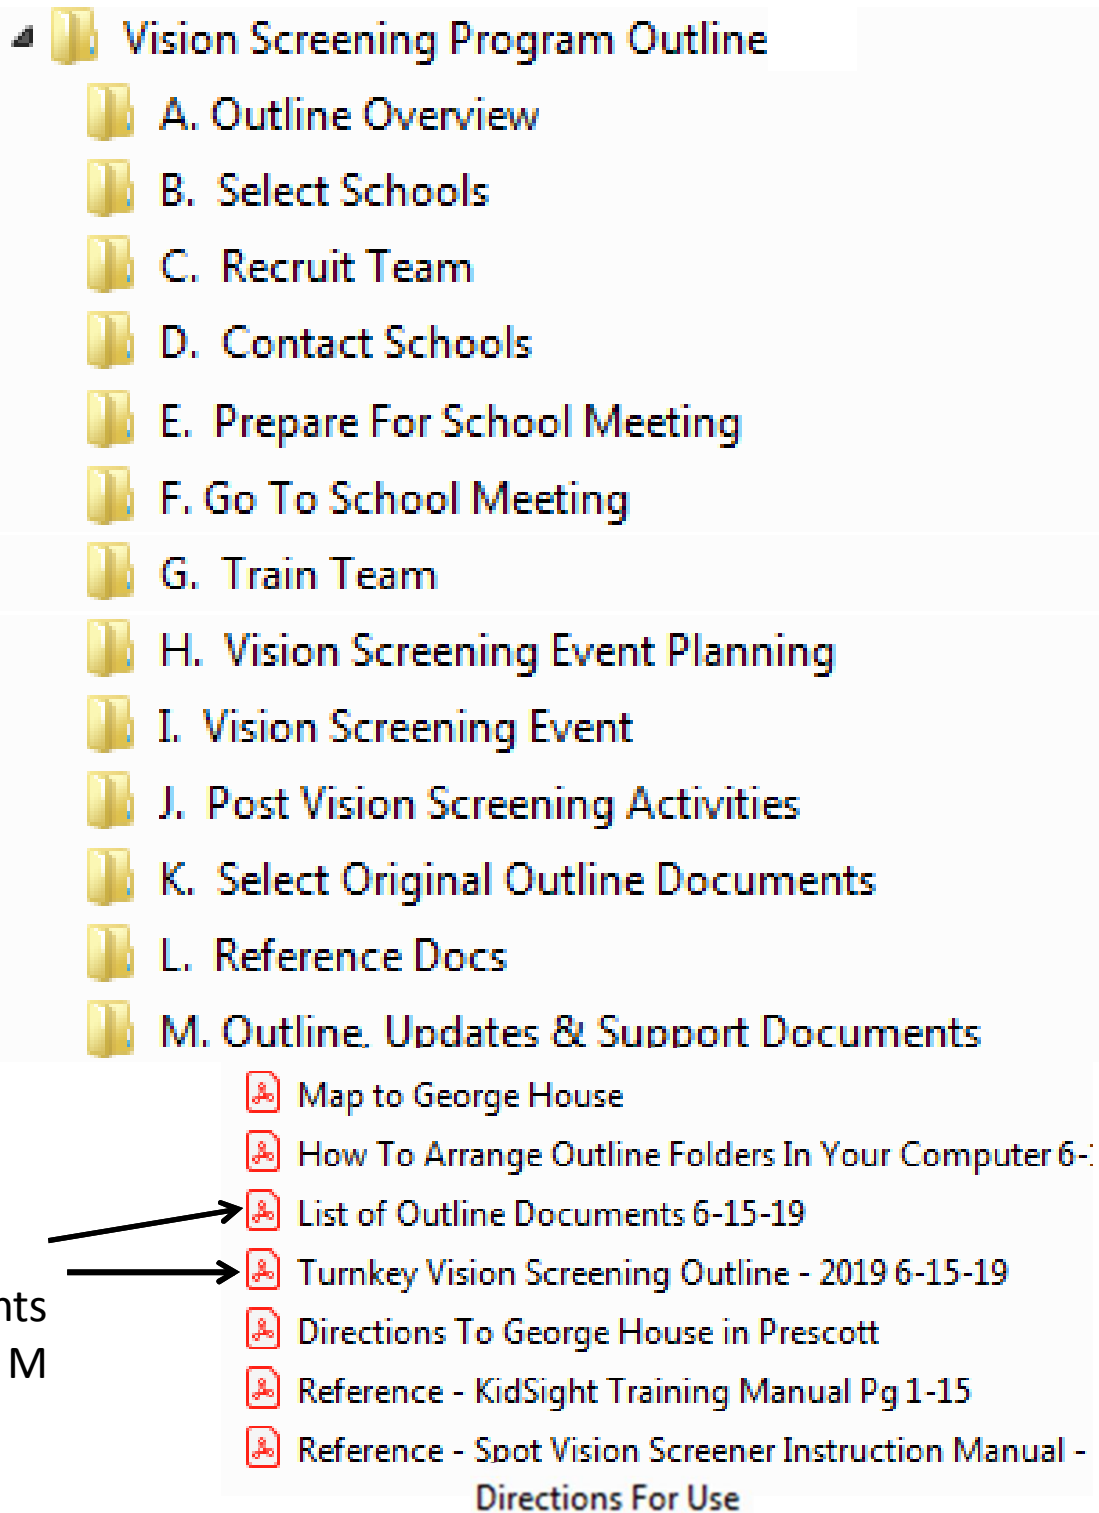 Vision Screening Program Outline
A. Outline Overview
B. Select Schools
C. Recruit Team
D. Contact Schools
E. Prepare For School Meeting
F. Go To School Meeting
G. Train Team
H. Vision Screening Event Planning
I. Vision Screening Event
J. Post Vision Screening Activities
K. Select Original Outline Documents
L. Reference Docs
M. Outline, Updates & Support Documents
Map to George House
How To Arrange Outline Folders In Your Computer 6-
List of Outline Documents 6-15-19
Turnkey Vision Screening Outline - 2019 6-15-19
nts
M
Directions To George House in Prescott
Reference - KidSight Training Manual Pg 1-15
Reference - Spot Vision Screener Instruction Manual -
Directions For Use